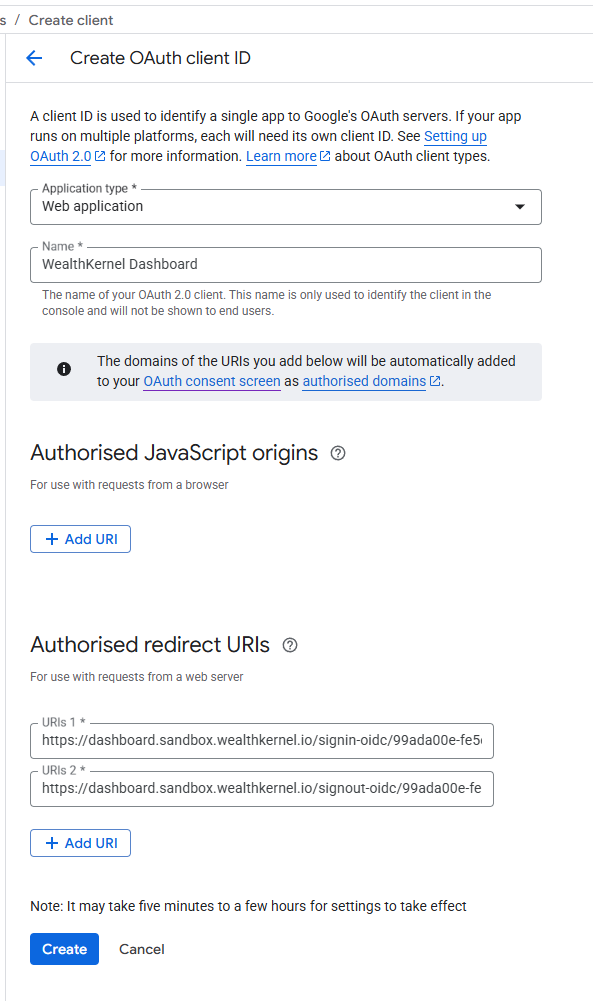 s / Create client
Create OAuth client ID
A client ID is used to identify a single app to Google's OAuth servers. If your app
runs on multiple platforms, each will need its own client ID. See Setting up
OAuth 2.0 for more information. Learn more about OAuth client types.
Application type *
Web application
Name *
WealthKernel Dashboard
The name of your OAuth 2.0 client. This name is only used to identify the client in the
console and will not be shown to end users.
The domains of the URIs you add below will be automatically added
to your OAuth consent screen as authorised domains.
Authorised JavaScript origins
For use with requests from a browser
+ Add URI
Authorised redirect URIs
For use with requests from a web server
URIs 1 *
https://dashboard.sandbox.wealthkernel.io/signin-oidc/99ada00e-fe5
URIs 2 *
https://dashboard.sandbox.wealthkernel.io/signout-oidc/99ada00e-fe
+ Add URI
Note: It may take five minutes to a few hours for settings to take effect
Create
Cancel